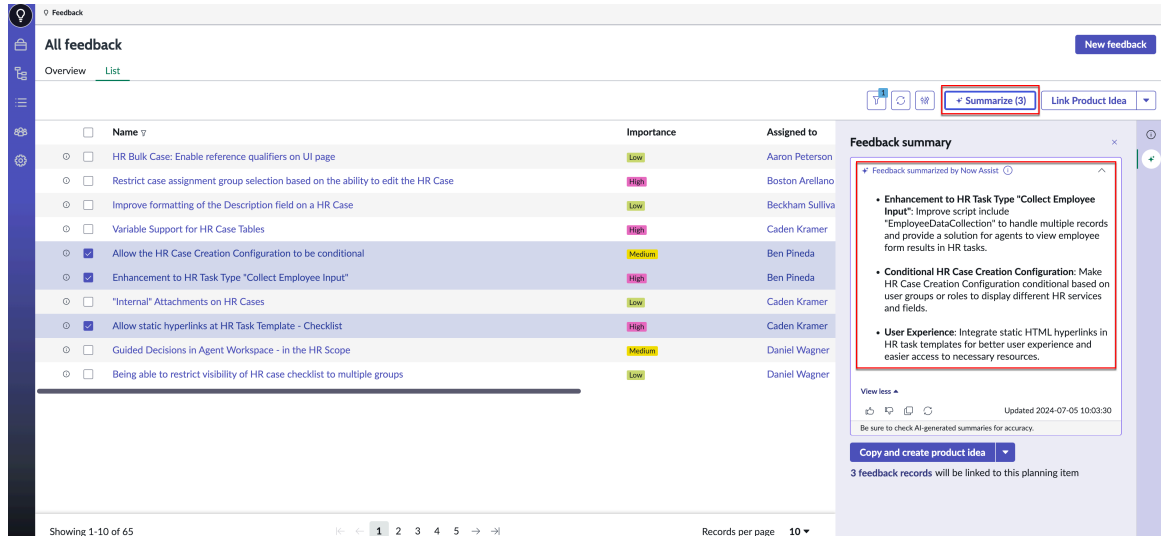 Feedback
All feedback
New feedback
Overview List
1
Summarize (3) Link Product Idea
Name Importance Assigned to
HR Bulk Case: Enable reference qualifiers on UI page Low Aaron Peterson
Restrict case assignment group selection based on the ability to edit the HR Case High Boston Arellano
Improve formatting of the Description field on a HR Case Low Beckham Sulliva
Variable Support for HR Case Tables High Caden Kramer
Allow the HR Case Creation Configuration to be conditional Medium Ben Pineda
Enhancement to HR Task Type "Collect Employee Input" High Ben Pineda
"Internal" Attachments on HR Cases Low Caden Kramer
Allow static hyperlinks at HR Task Template - Checklist High Caden Kramer
Guided Decisions in Agent Workspace - in the HR Scope Medium Daniel Wagner
Being able to restrict visibility of HR case checklist to multiple groups Low Daniel Wagner
Feedback summary
Feedback summarized by Now Assist
• Enhancement to HR Task Type "Collect Employee
Input": Improve script include
"EmployeeDataCollection" to handle multiple records
and provide a solution for agents to view employee
form results in HR tasks.
• Conditional HR Case Creation Configuration: Make
HR Case Creation Configuration conditional based on
user groups or roles to display different HR services
and fields.
• User Experience: Integrate static HTML hyperlinks in
HR task templates for better user experience and
easier access to necessary resources.
View less
Updated 2024-07-05 10:03:30
Be sure to check AI-generated summaries for accuracy.
Copy and create product idea
3 feedback records will be linked to this planning item
Showing 1-10 of 65 1 2 3 4 5 Records per page 10